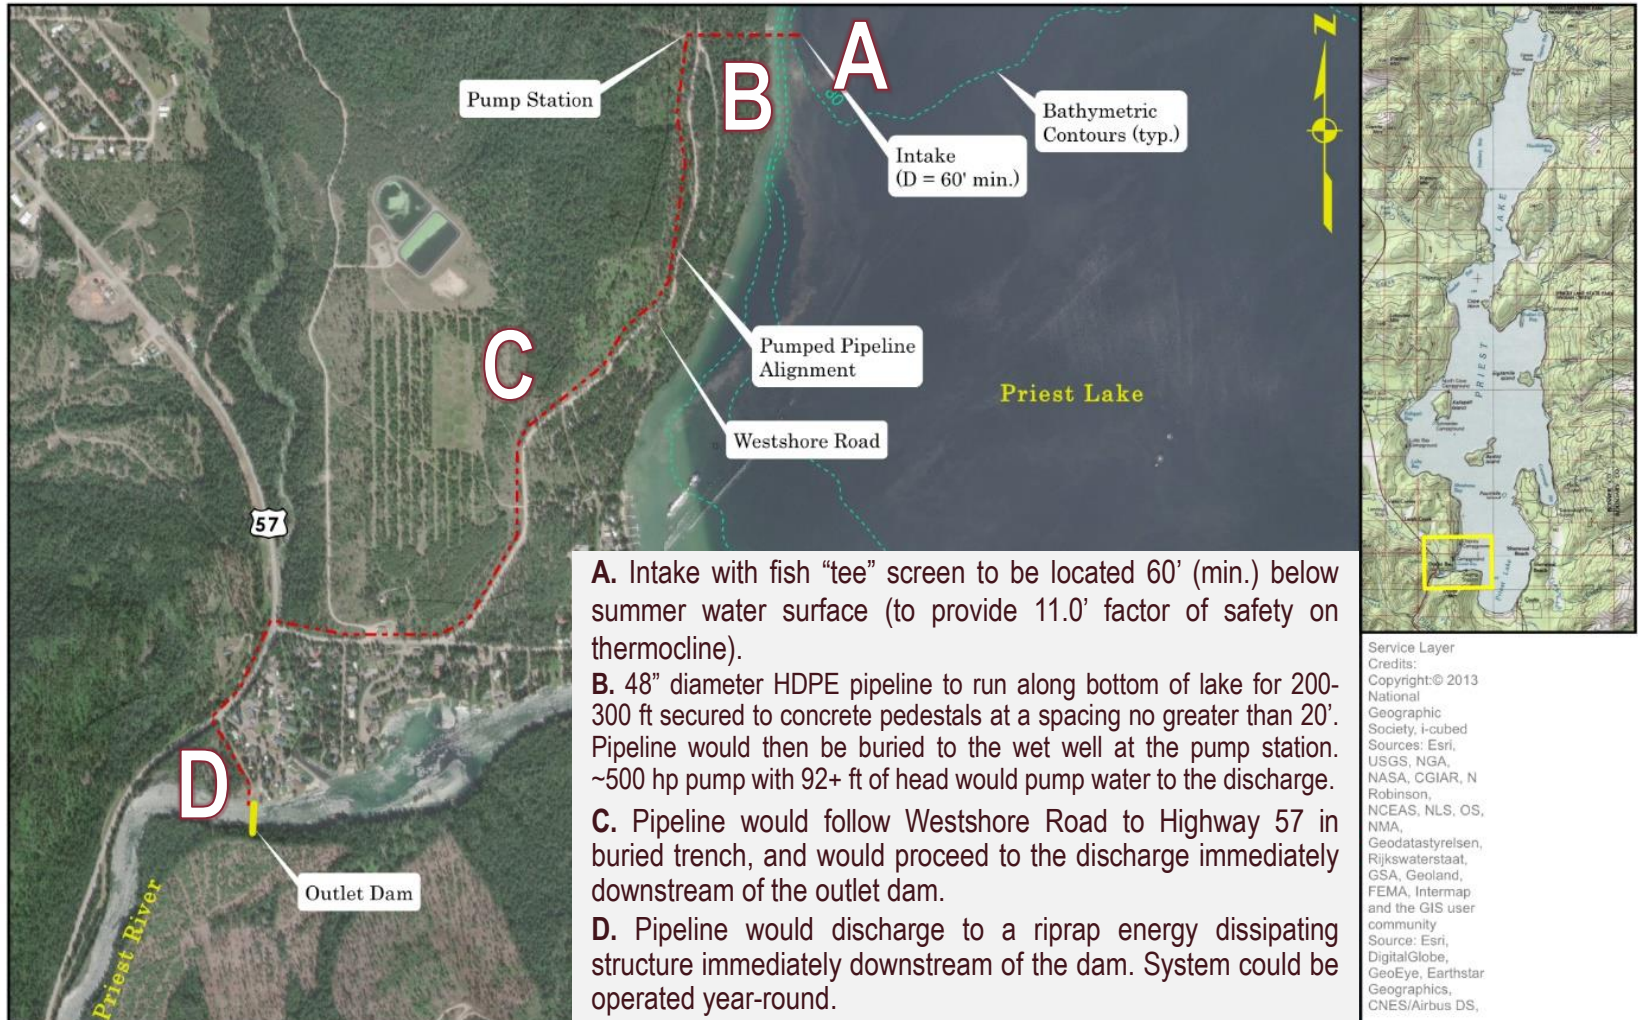 Pump Station
A
B
Bathymetric
Contours (typ.)
Intake
(D = 60' min.)
N
C
Pumped Pipeline
Alignment
Priest Lake
Westshore Road
57
D
Outlet Dam
Priest River
A. Intake with fish “tee” screen to be located 60’ (min.) below
summer water surface (to provide 11.0’ factor of safety on
thermocline).
B. 48” diameter HDPE pipeline to run along bottom of lake for 200-
300 ft secured to concrete pedestals at a spacing no greater than 20’.
Pipeline would then be buried to the wet well at the pump station.
~500 hp pump with 92+ ft of head would pump water to the discharge.
C. Pipeline would follow Westshore Road to Highway 57 in
buried trench, and would proceed to the discharge immediately
downstream of the outlet dam.
D. Pipeline would discharge to a riprap energy dissipating
structure immediately downstream of the dam. System could be
operated year-round.
LAKE
PRIEST
Service Layer
Credits:
Copyright:© 2013
National
Geographic
Society, i-cubed
Sources: Esri,
USGS, NGA,
NASA, CGIAR, N
Robinson,
NCEAS, NLS, OS,
NMA,
Geodatastyrelsen,
Rijkswaterstaat,
GSA, Geoland,
FEMA, Intermap
and the GIS user
community
Source: Esri,
DigitalGlobe,
GeoEye, Earthstar
Geographics,
CNES/Airbus DS,